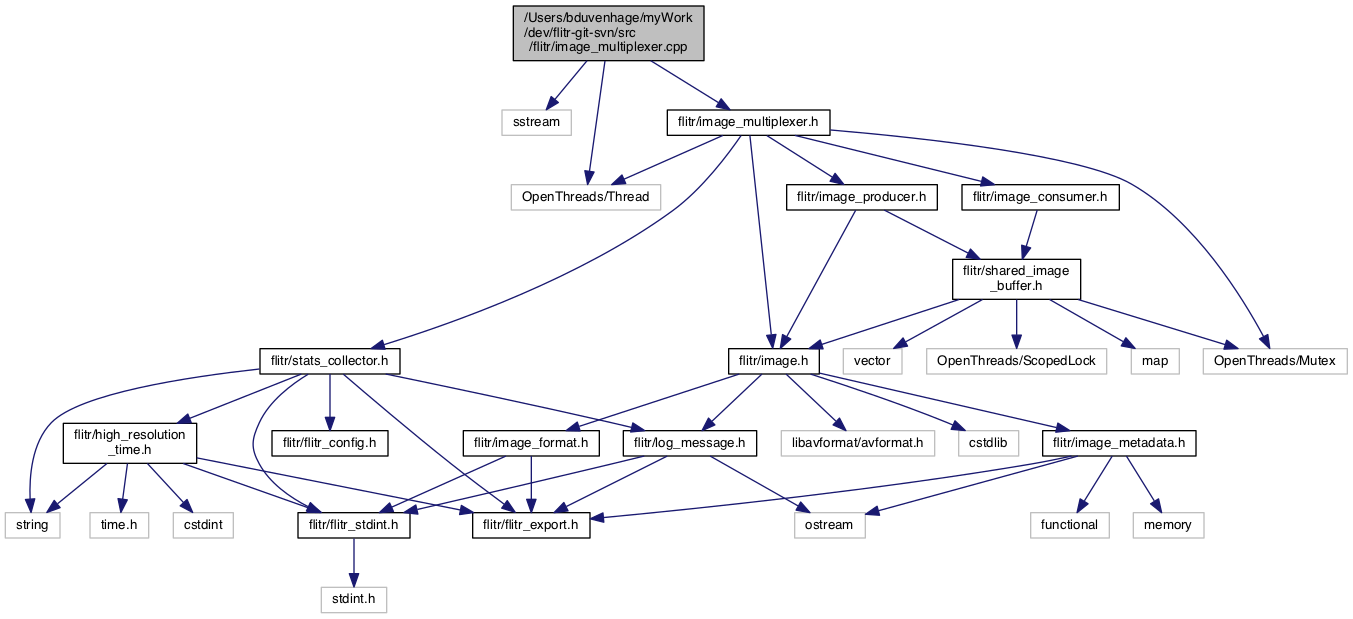 /Users/bduvenhage/myWork
/dev/flitr-git-svn/src
/flitr/image_multiplexer.cpp
sstream
flitr/image_multiplexer.h
OpenThreads/Thread
flitr/image_producer.h
flitr/image_consumer.h
flitr/shared_image
_buffer.h
flitr/stats_collector.h
flitr/image.h
vector
OpenThreads/ScopedLock
map
OpenThreads/Mutex
flitr/high_resolution
_time.h
flitr/flitr_config.h
flitr/image_format.h
flitr/log_message.h
libavformat/avformat.h
cstdlib
flitr/image_metadata.h
string
time.h
cstdint
flitr/flitr_stdint.h
flitr/flitr_export.h
ostream
functional
memory
stdint.h